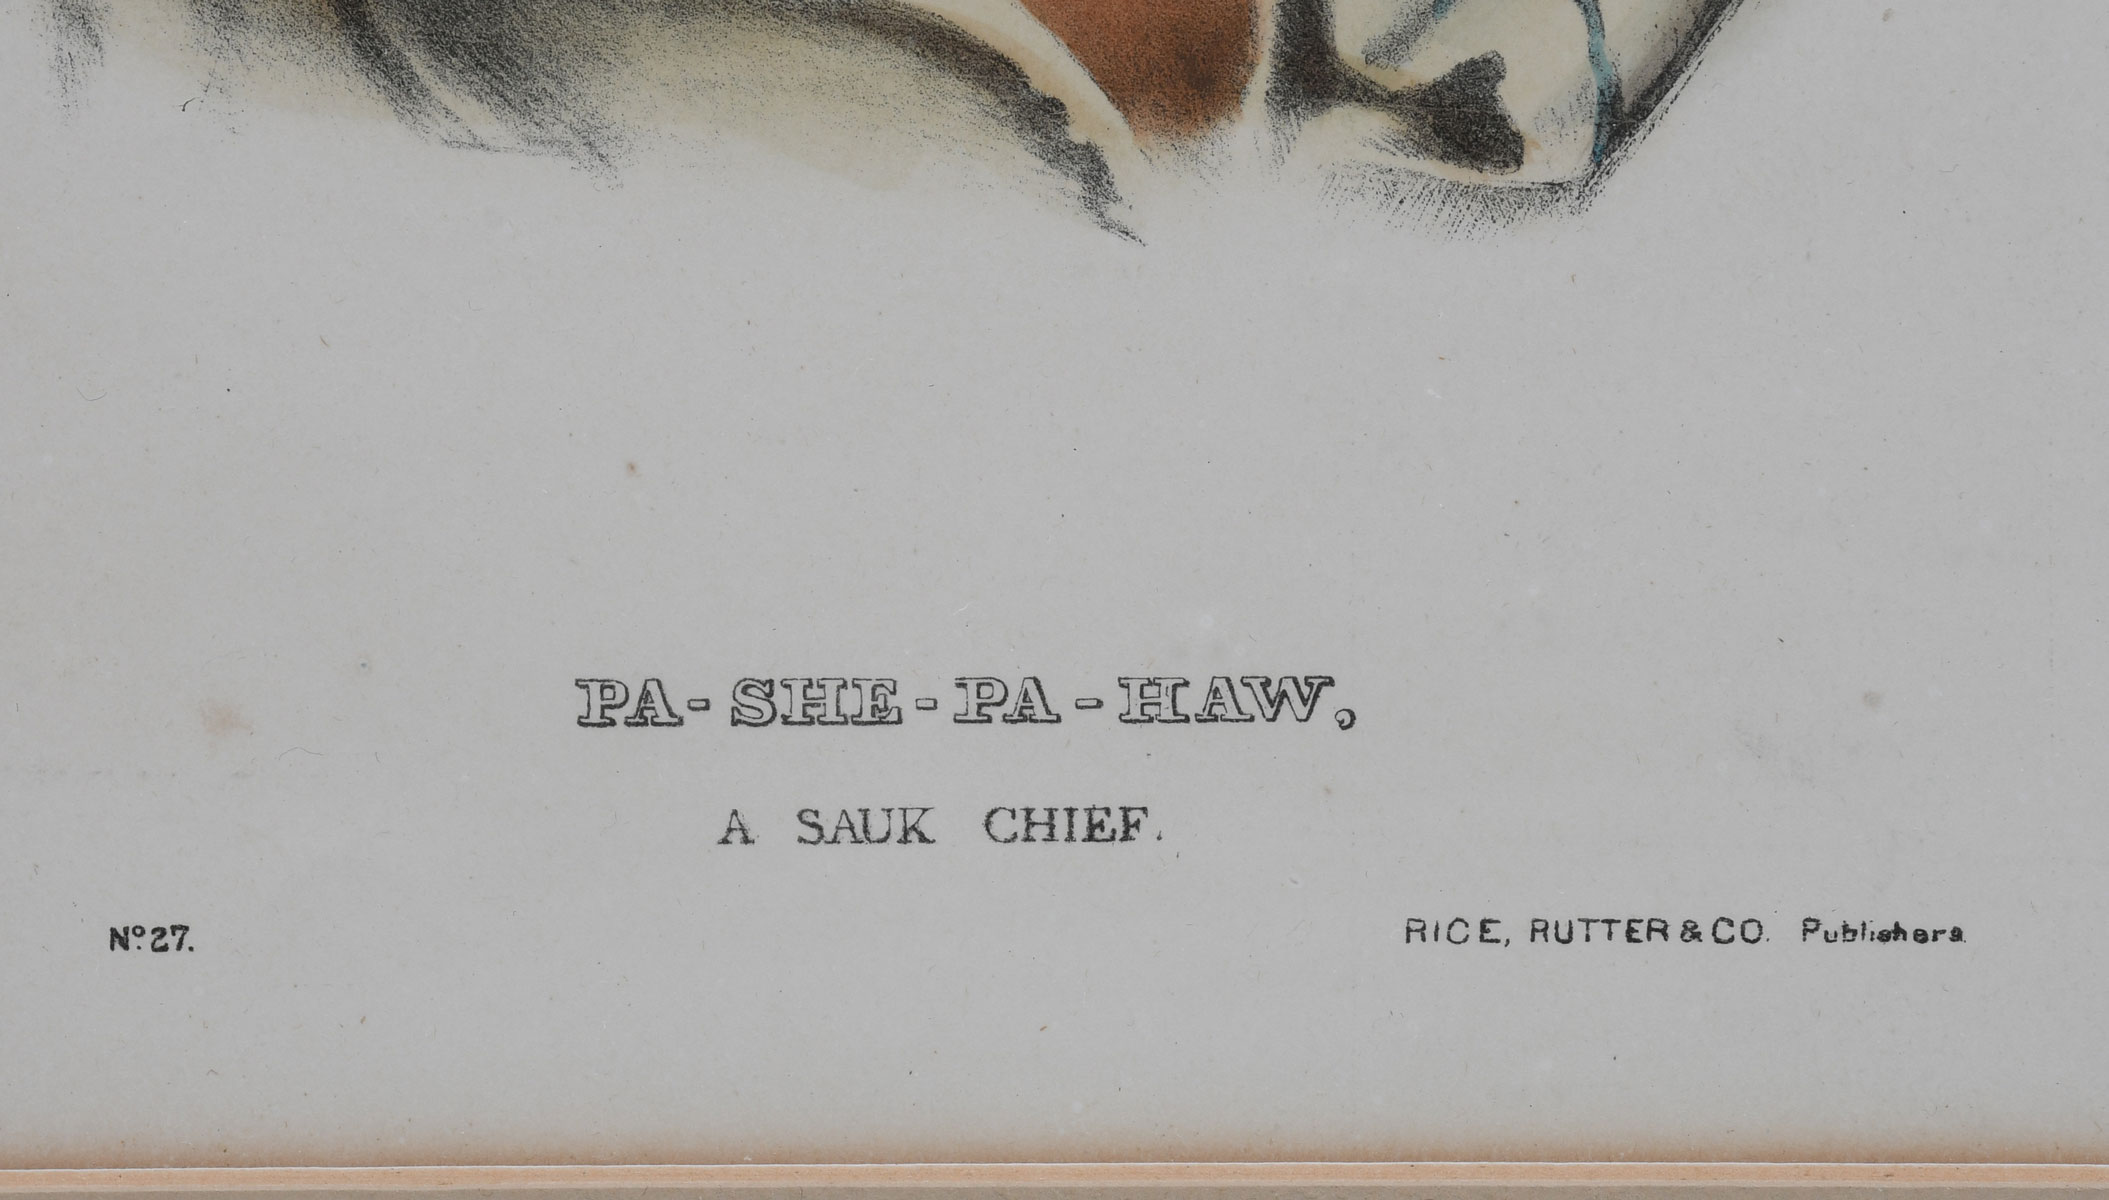 PA-SHE-PA-HAW,
A SAUK CHIEF.
Nº 27.
RICE, RUTTER & CO. Publishers